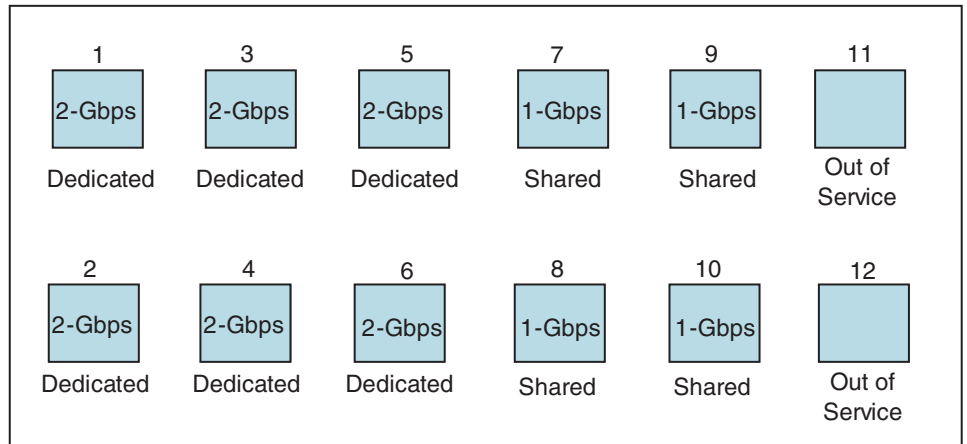 1 3 5 7 9 11
2-Gbps 2-Gbps 2-Gbps 1-Gbps 1-Gbps
Dedicated Dedicated Dedicated Shared Shared Out of
Service
2 4 6 8 10 12
2-Gbps 2-Gbps 2-Gbps 1-Gbps 1-Gbps
Dedicated Dedicated Dedicated Shared Shared Out of
Service